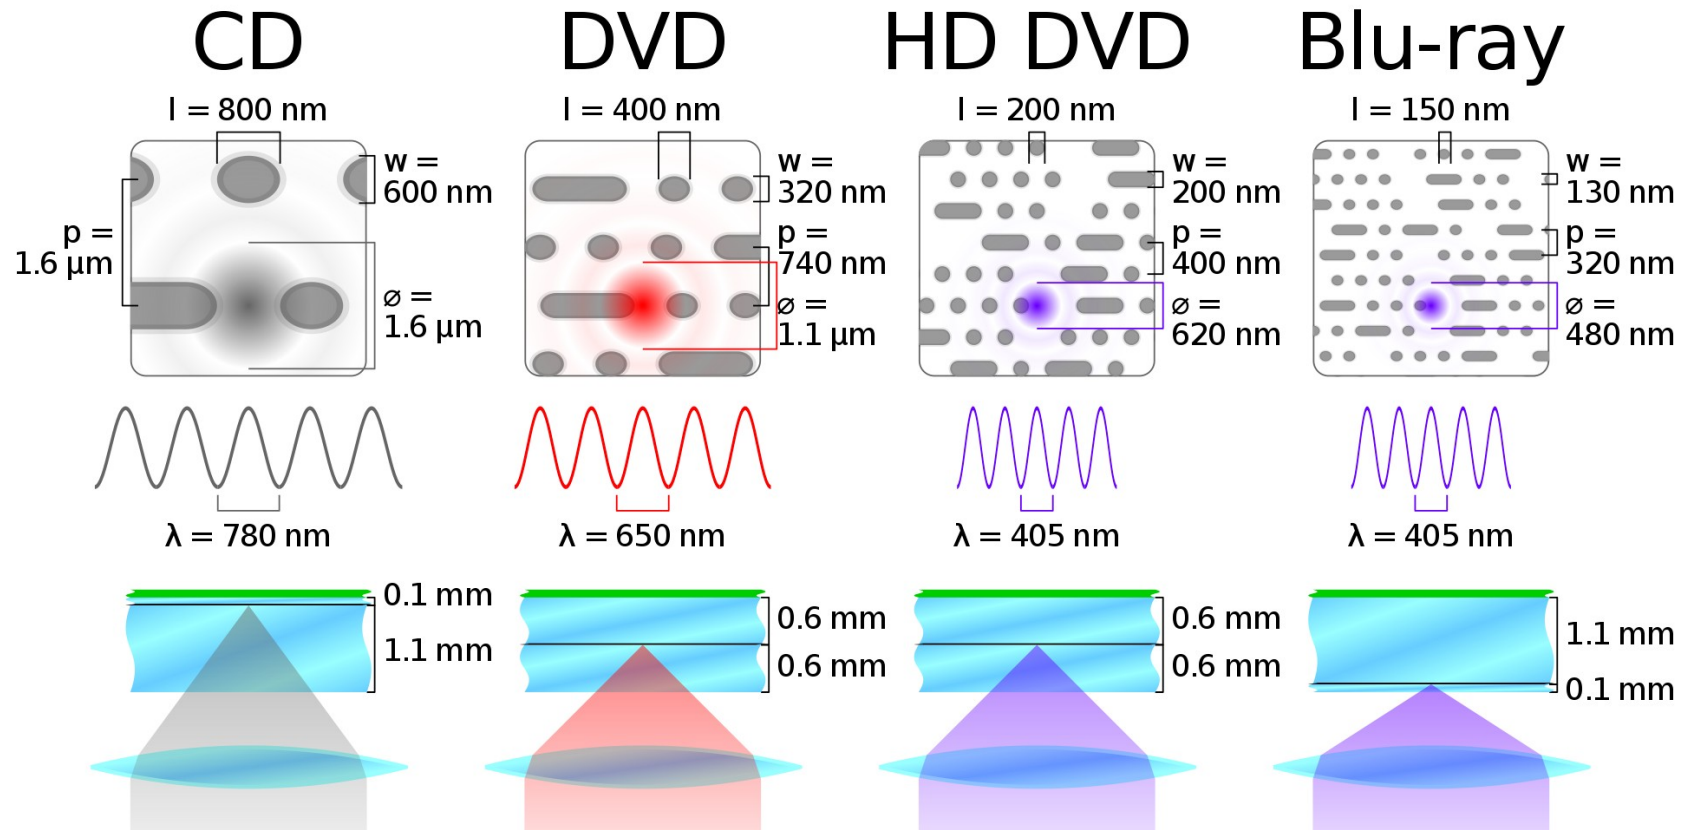 CD
l = 800 nm
w =
600 nm
p =
1.6 µm
⌀ =
1.6 µm
λ = 780 nm
0.1 mm
1.1 mm
DVD
l = 400 nm
w =
320 nm
p =
740 nm
⌀ =
1.1 µm
λ = 650 nm
0.6 mm
0.6 mm
HD DVD
l = 200 nm
w =
200 nm
p =
400 nm
⌀ =
620 nm
λ = 405 nm
0.6 mm
0.6 mm
Blu-ray
l = 150 nm
w =
130 nm
p =
320 nm
⌀ =
480 nm
λ = 405 nm
1.1 mm
0.1 mm